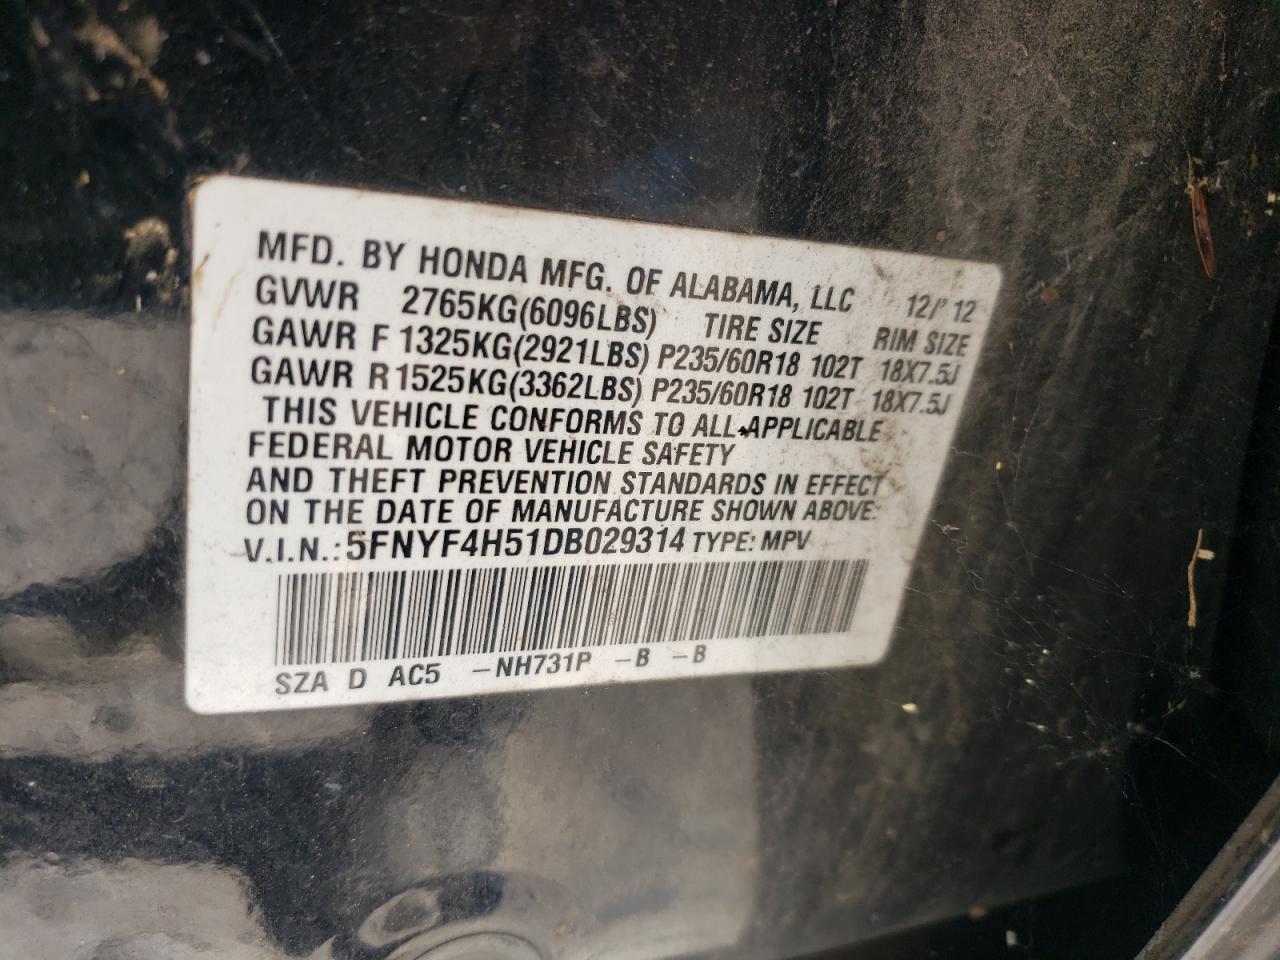 MFD. BY HONDA MFG. OF ALABAMA, LLC 12/'12
GVWR 2765KG(6096LBS) TIRE SIZE RIM SIZE
GAWR F 1325KG(2921LBS) P235/60R18 102T 18X7.5J
GAWR R1525KG(3362LBS) P235/60R18 102T 18X7.5J
THIS VEHICLE CONFORMS TO ALL APPLICABLE
FEDERAL MOTOR VEHICLE SAFETY
AND THEFT PREVENTION STANDARDS IN EFFECT
ON THE DATE OF MANUFACTURE SHOWN ABOVE:
V.I.N.:5FNYF4H51DB029314 TYPE: MPV
SZA D AC5 -NH731P -B -B